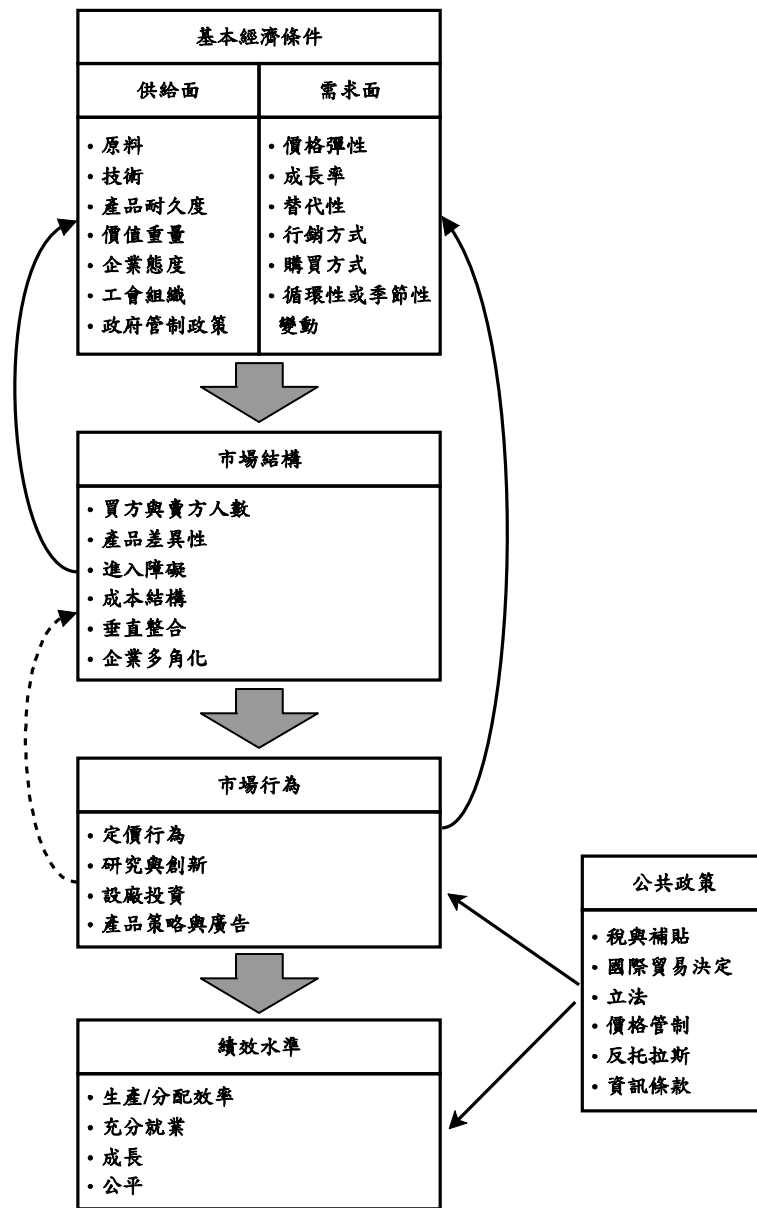 基本經濟條件
供給面
‧原料
‧技術
‧產品耐久度
‧價值重量
‧企業態度
‧工會組織
‧政府管制政策
需求面
‧價格彈性
‧成長率
‧替代性
‧行銷方式
‧購買方式
‧循環性或季節性
變動
市場結構
‧買方與賣方人數
‧產品差異性
‧進入障礙
‧成本結構
‧垂直整合
‧企業多角化
市場行為
‧定價行為
‧研究與創新
‧設廠投資
‧產品策略與廣告
公共政策
‧稅與補貼
‧國際貿易決定
‧立法
‧價格管制
‧反托拉斯
‧資訊條款
績效水準
‧生產/分配效率
‧充分就業
‧成長
‧公平